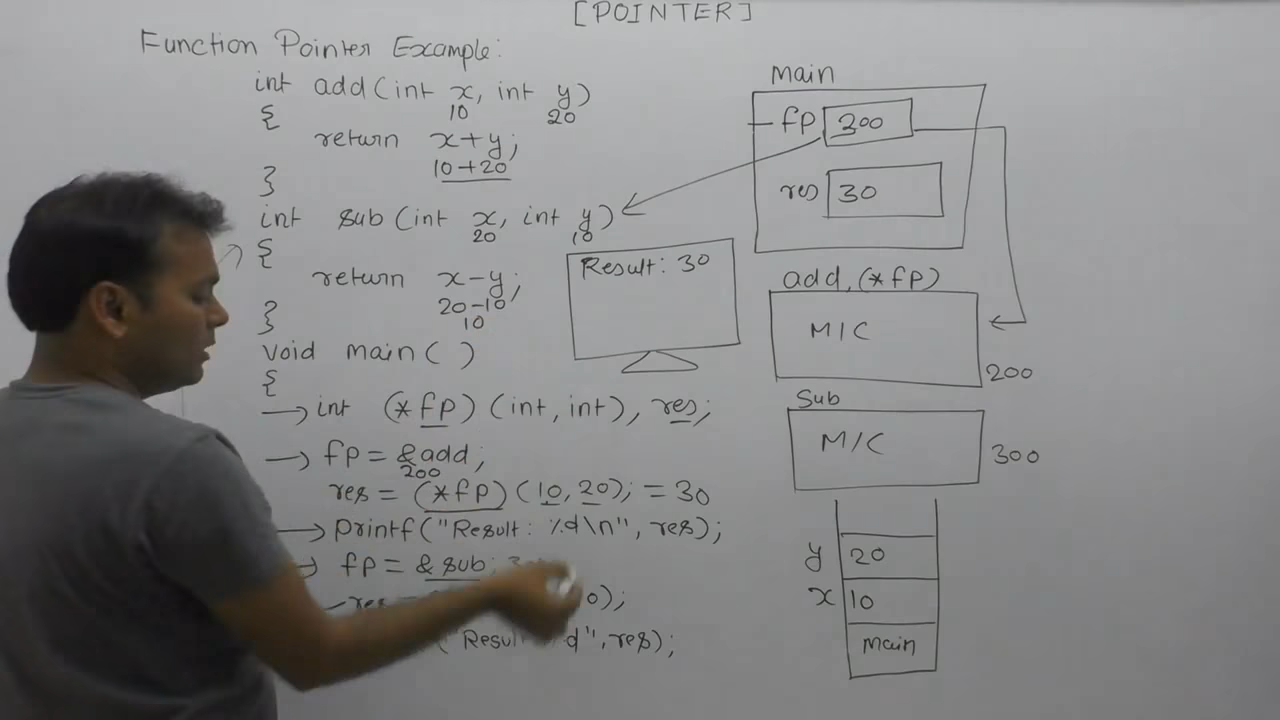 [POINTER]
Function Pointer Example:
int add(int x, int y)
10 20
{
return x+y;
10+20
}
int sub(int x, int y)
20 10
{
return x-y;
20-10
10
}
void main( )
{
int (*fp)(int, int), res;
fp = &add;
200
res = (*fp)(10, 20); = 30
printf("Result: %d\n", res);
fp = & sub;
res
0);
("Result d", res);
Result: 30
Main
fp 300
res 30
add, (*fp)
M/C
200
Sub
M/C
300
y 20
x 10
Main